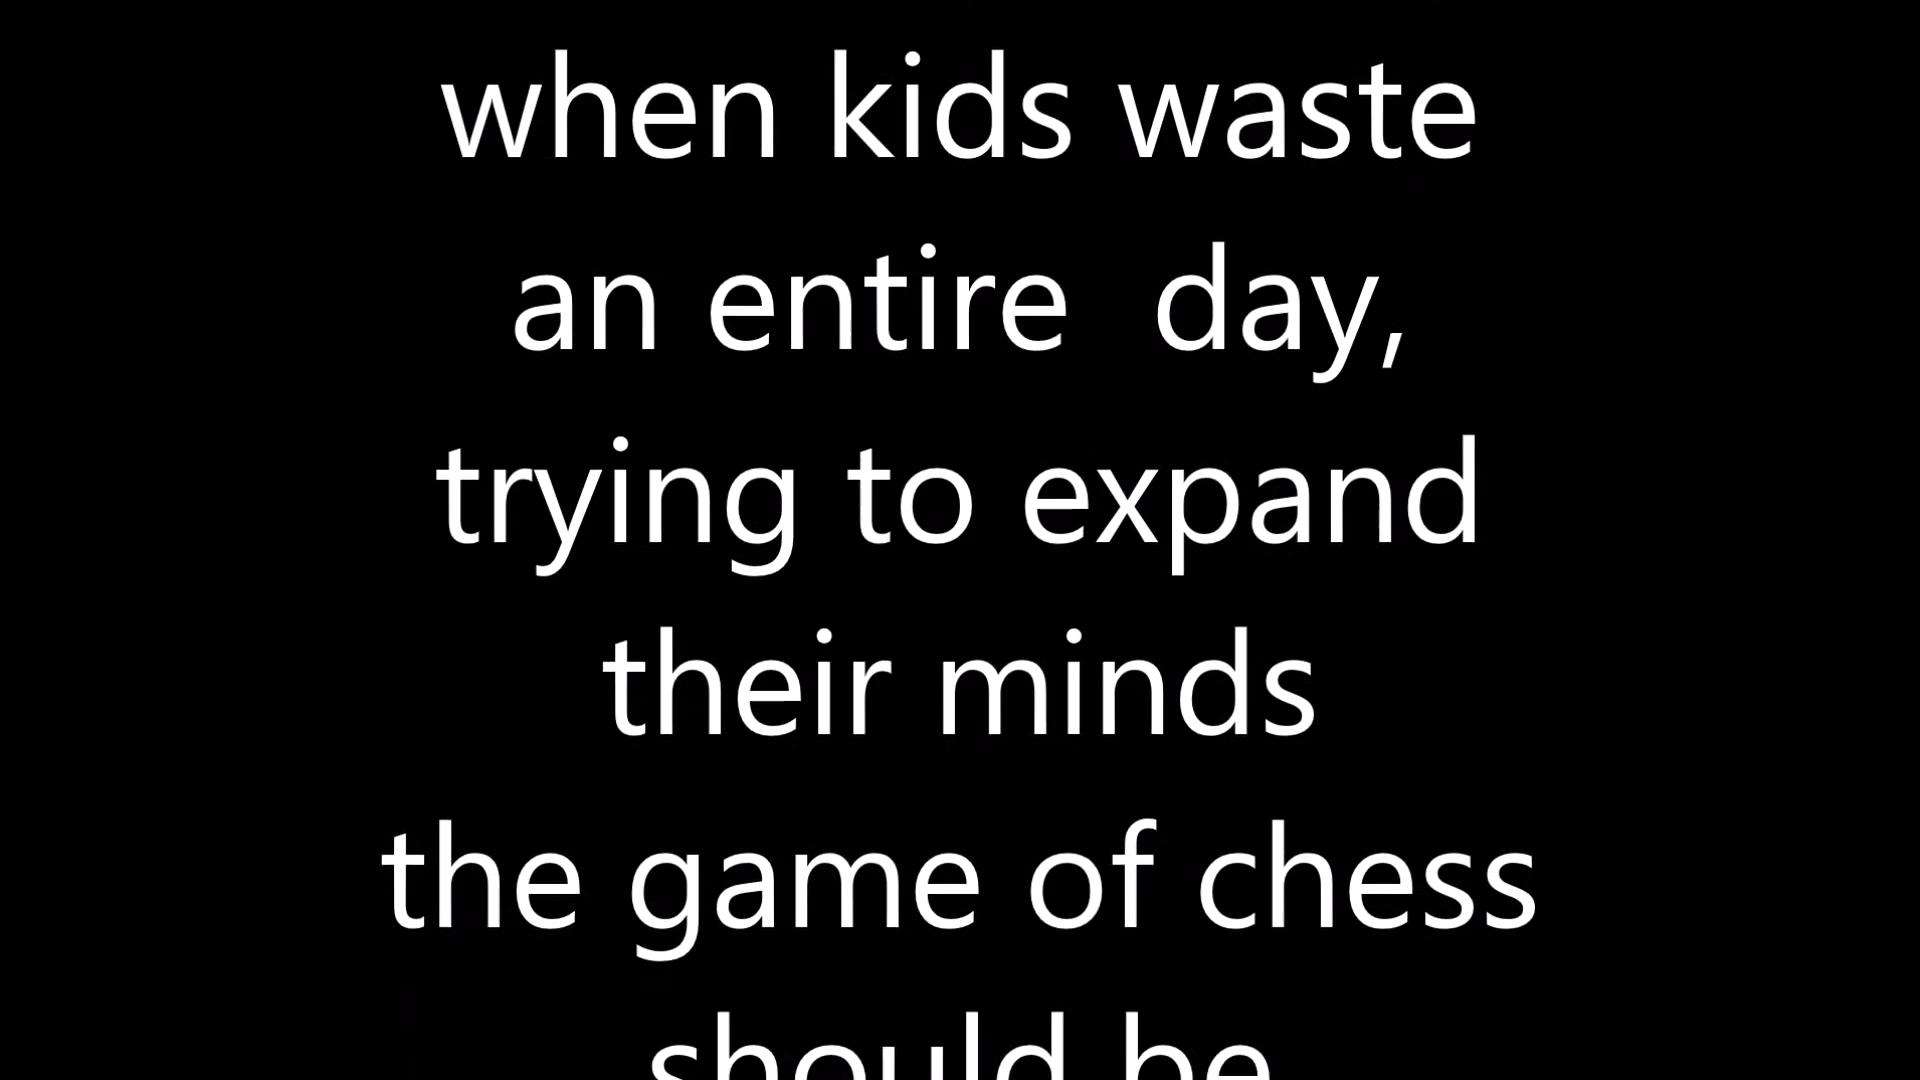 when kids waste
an entire  day,
trying to expand
their minds
the game of chess
should be